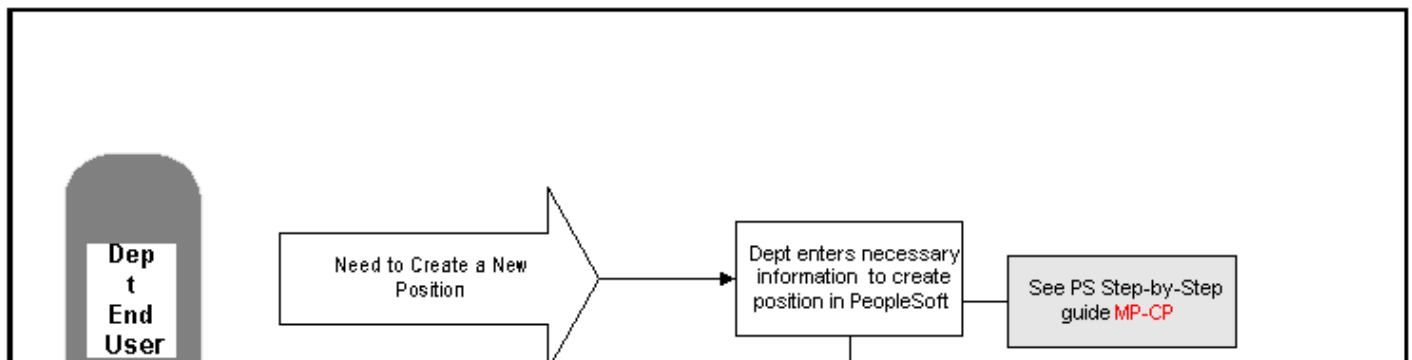 Dep
t
End
User
Need to Create a New
Position
Dept enters necessary
information to create
position in PeopleSoft
See PS Step-by-Step
guide MP-CP